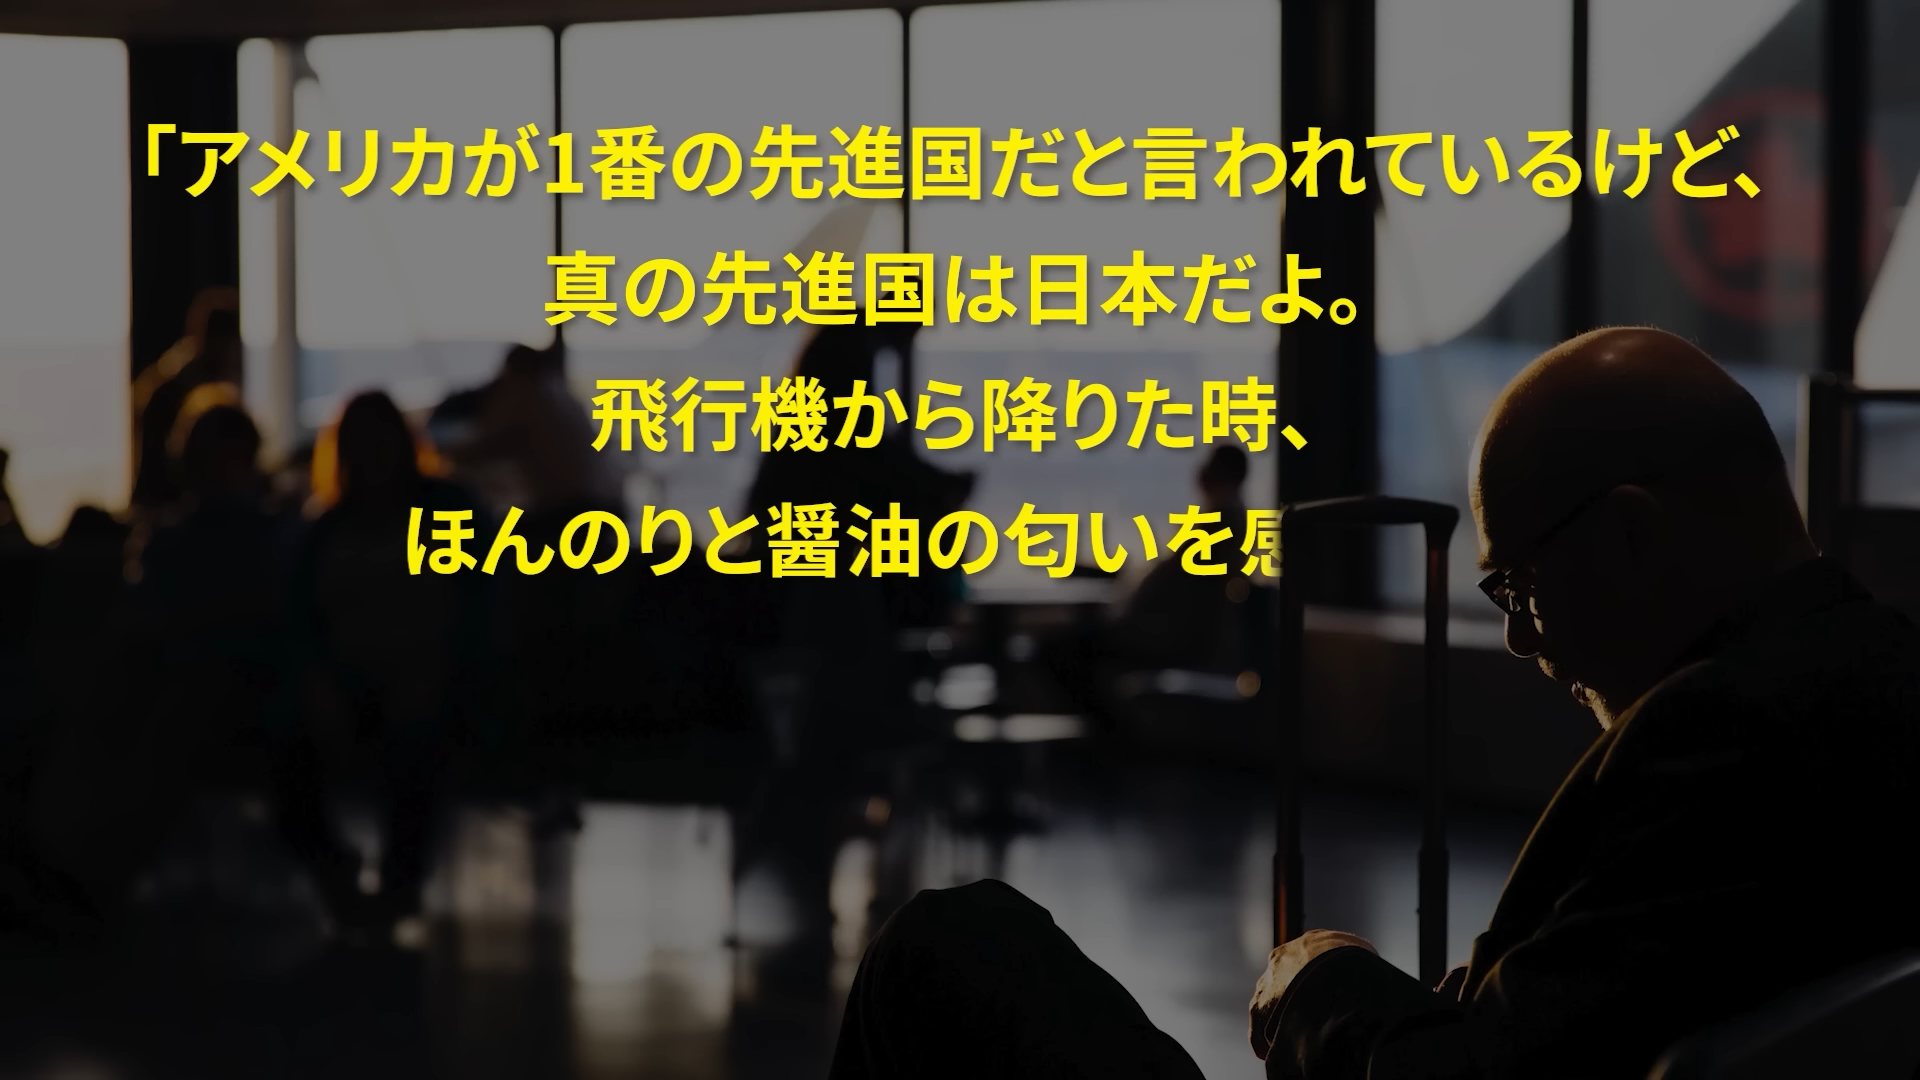 「アメリカが1番の先進国だと言われているけど、
真の先進国は日本だよ。
飛行機から降りた時、
ほんのりと醤油の匂いを感